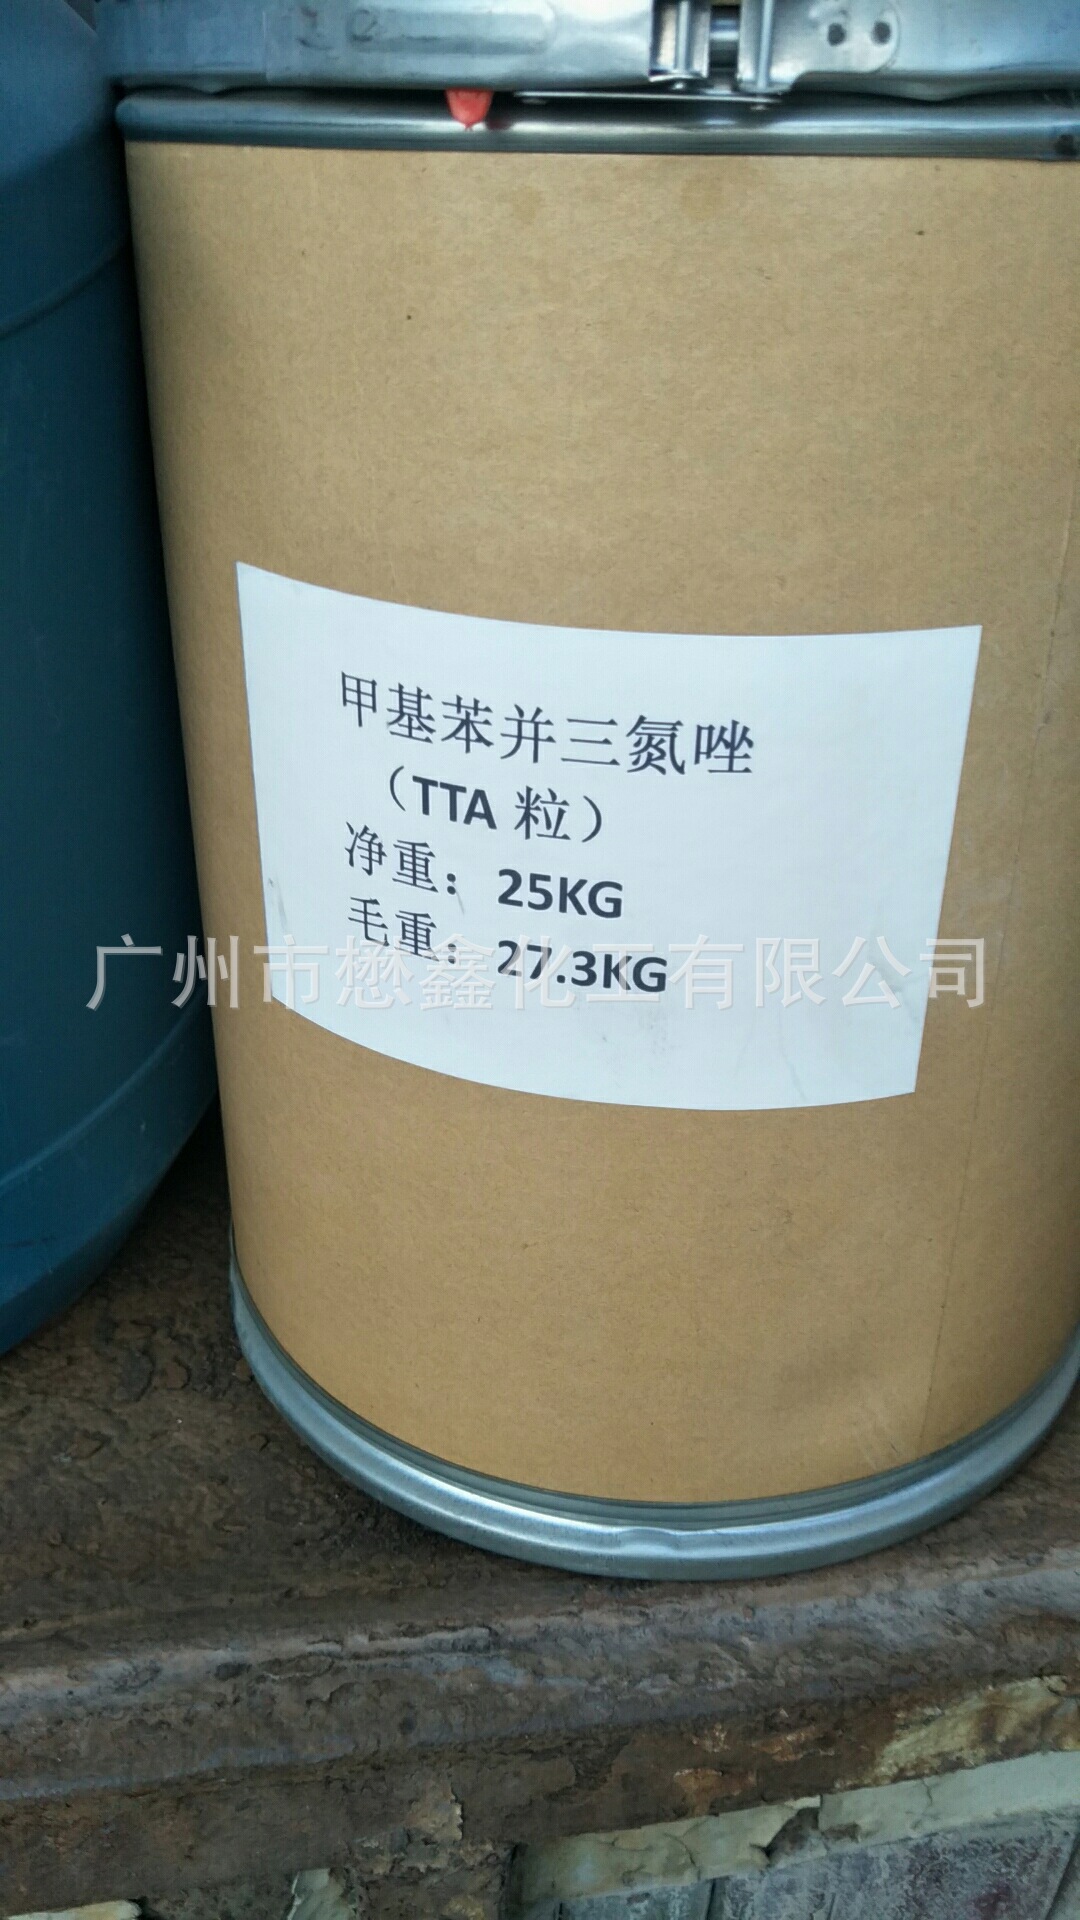 甲基苯并三氮唑
（TTA 粒）
净重：25KG
毛重：27.3KG
广州市懋鑫化工有限公司